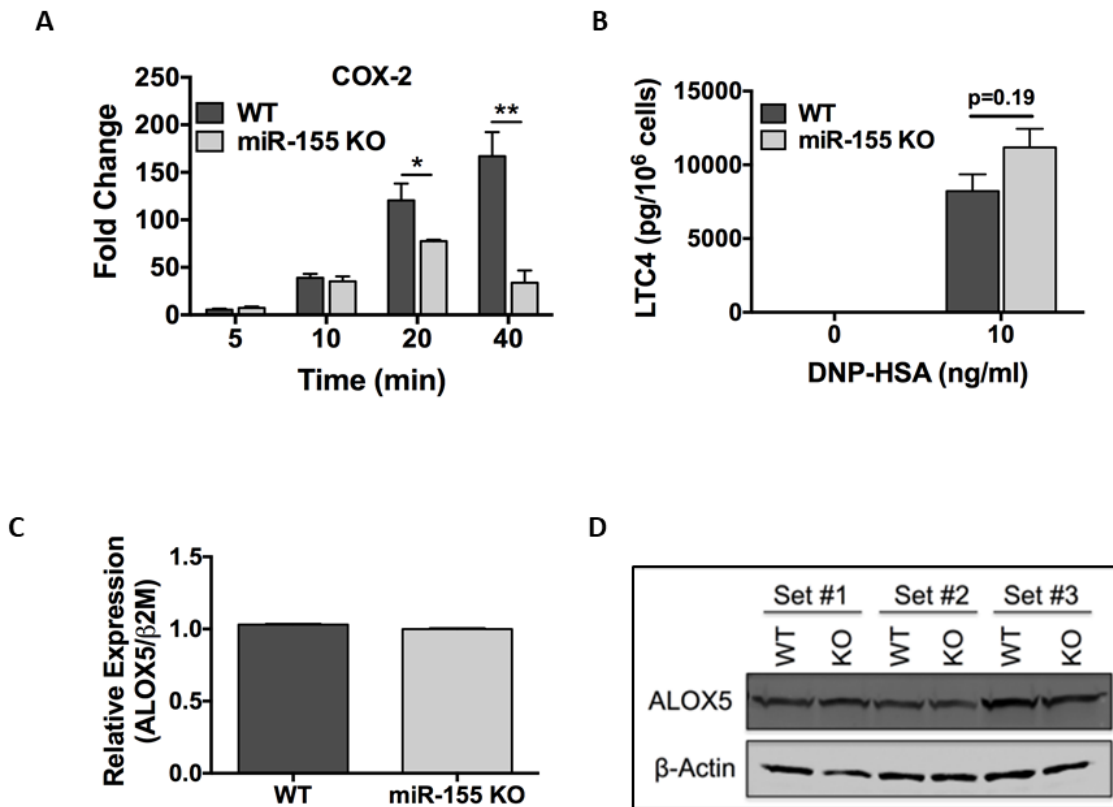 A
COX-2
WT
miR-155 KO
250
200
150
100
50
0
*
**
Fold Change
5 10 20 40
Time (min)
B
WT
miR-155 KO
p=0.19
15000
10000
5000
0
LTC4 (pg/10⁶ cells)
0 10
DNP-HSA (ng/ml)
C
Relative Expression
(ALOX5/β2M)
1.5
1.0
0.5
0.0
WT miR-155 KO
D
Set #1 Set #2 Set #3
WT KO WT KO WT KO
ALOX5
β-Actin